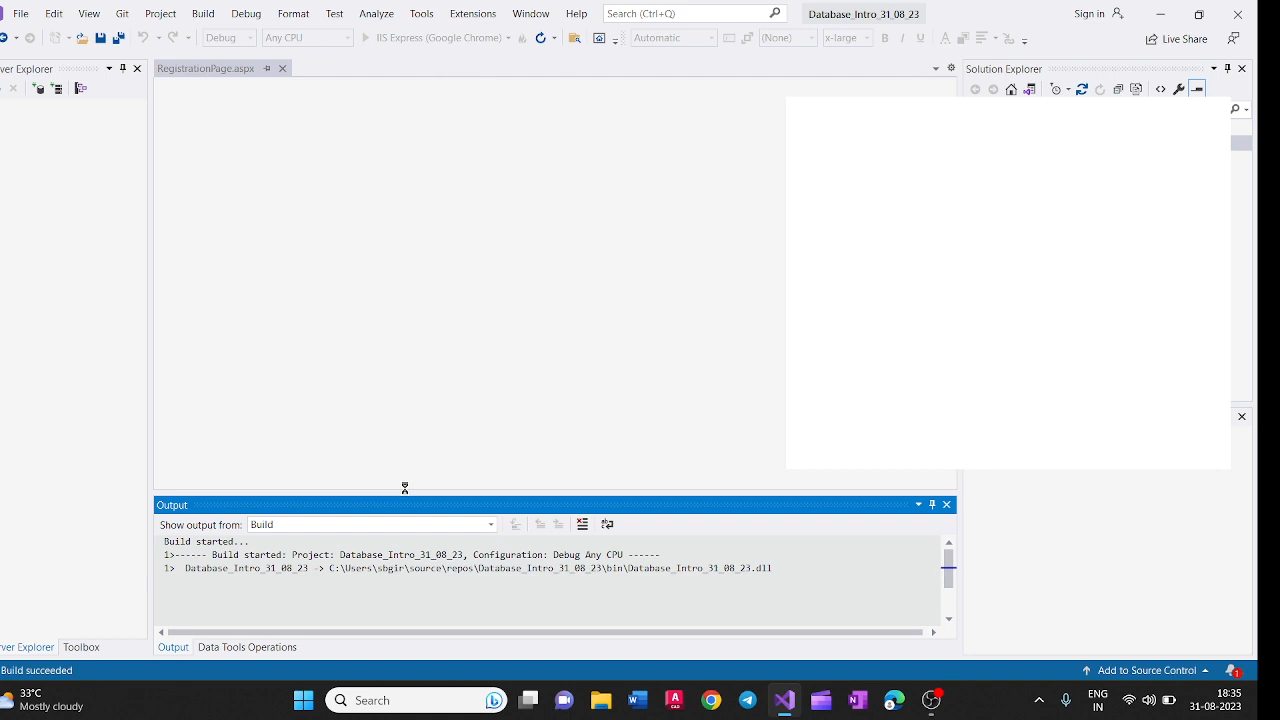 File Edit View Git Project Build Debug Format Test Analyze Tools Extensions Window Help Search (Ctrl+Q) Database_Intro_31_08_23 Sign in
Debug Any CPU IIS Express (Google Chrome) Automatic (None) x-large B I U A Live Share
ver Explorer
RegistrationPage.aspx
Solution Explorer
Output
Show output from: Build
Build started...
1>------ Build started: Project: Database_Intro_31_08_23, Configuration: Debug Any CPU ------
1> Database_Intro_31_08_23 -> C:\Users\sbgir\source\repos\Database_Intro_31_08_23\bin\Database_Intro_31_08_23.dll
rver Explorer Toolbox Output Data Tools Operations
Build succeeded Add to Source Control 1
33°C
Mostly cloudy
Search
ENG
IN
18:35
31-08-2023